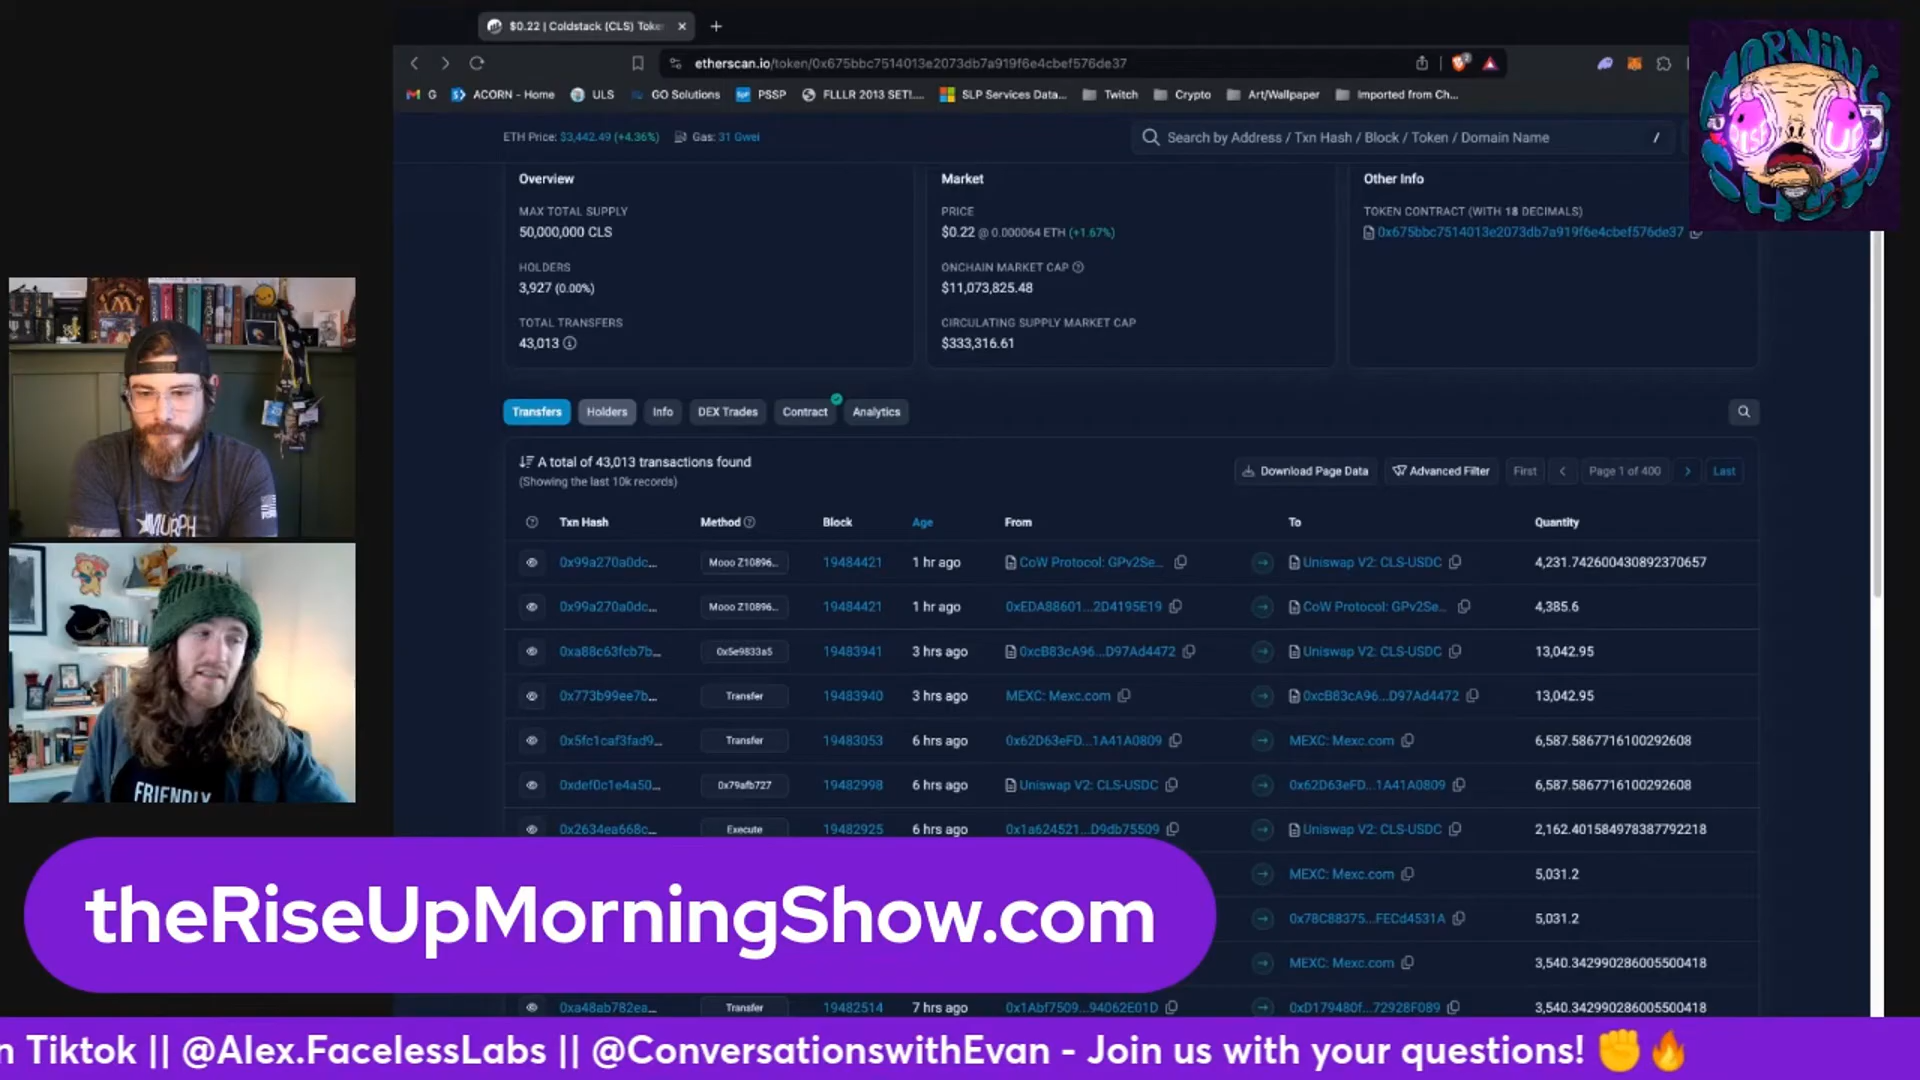 $0.22 | Coldstack (CLS) Toke
etherscan.io/token/0x675bbc7514013e2073db7a919f6e4cbef576de37
G
ACORN - Home
ULS
GO Solutions
PSSP
FLLLR 2013 SET!....
SLP Services Data...
Twitch
Crypto
Art/Wallpaper
Imported from Ch...
MORNING
RISE UP
ETH Price: $3,442.49 (+4.36%)
Gas: 31 Gwei
Search by Address / Txn Hash / Block / Token / Domain Name
/
Overview
MAX TOTAL SUPPLY
50,000,000 CLS
HOLDERS
3,927 (0.00%)
TOTAL TRANSFERS
43,013
Market
PRICE
$0.22 @ 0.000064 ETH (+1.67%)
ONCHAIN MARKET CAP
$11,073,825.48
CIRCULATING SUPPLY MARKET CAP
$333,316.61
Other Info
TOKEN CONTRACT (WITH 18 DECIMALS)
0x675bbc7514013e2073db7a919f6e4cbef576de37
Transfers Holders Info DEX Trades Contract Analytics
A total of 43,013 transactions found
(Showing the last 10k records)
Download Page Data
Advanced Filter
First
Page 1 of 400
Last
Txn Hash Method Block Age From To Quantity
0x99a270a0dc... Mooo Z10896... 19484421 1 hr ago CoW Protocol: GPv2Se... Uniswap V2: CLS-USDC 4,231.742600430892370657
0x99a270a0dc... Mooo Z10896... 19484421 1 hr ago 0xEDA88601...2D4195E19 CoW Protocol: GPv2Se... 4,385.6
0xa88c63fcb7b... 0x5e9833a5 19483941 3 hrs ago 0xcB83cA96...D97Ad4472 Uniswap V2: CLS-USDC 13,042.95
0x773b99ee7b... Transfer 19483940 3 hrs ago MEXC: Mexc.com 0xcB83cA96...D97Ad4472 13,042.95
0x5fc1caf3fad9... Transfer 19483053 6 hrs ago 0x62D63eFD...1A41A0809 MEXC: Mexc.com 6,587.5867716100292608
0xdef0c1e4a50... 0x79afb727 19482998 6 hrs ago Uniswap V2: CLS-USDC 0x62D63eFD...1A41A0809 6,587.5867716100292608
0x2634ea668c... Execute 19482925 6 hrs ago 0x1a624521...D9db75509 Uniswap V2: CLS-USDC 2,162.401584978387792218
MEXC: Mexc.com 5,031.2
0x78C88375...FECd4531A 5,031.2
MEXC: Mexc.com 3,540.342990286005500418
0xa48ab782ea... Transfer 19482514 7 hrs ago 0x1Abf7509...94062E01D 0xD179480f...72928F089 3,540.342990286005500418
MURPH
FRIENDLY
theRiseUpMorningShow.com
n Tiktok || @Alex.FacelessLabs || @ConversationswithEvan - Join us with your questions! ✊🔥